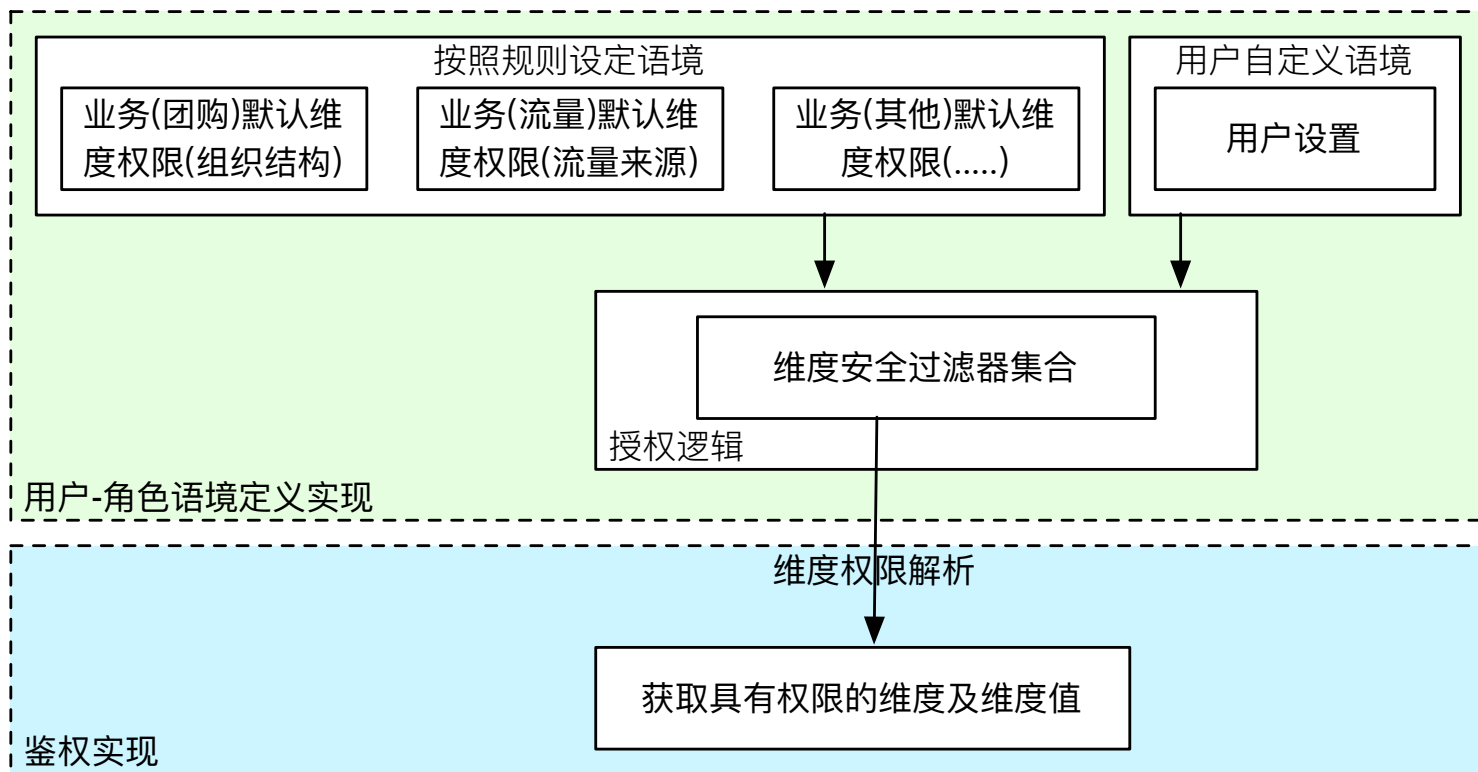 按照规则设定语境
业务(团购)默认维
度权限(组织结构)
业务(流量)默认维
度权限(流量来源)
业务(其他)默认维
度权限(.....)
用户自定义语境
用户设置
维度安全过滤器集合
授权逻辑
用户-角色语境定义实现
维度权限解析
获取具有权限的维度及维度值
鉴权实现